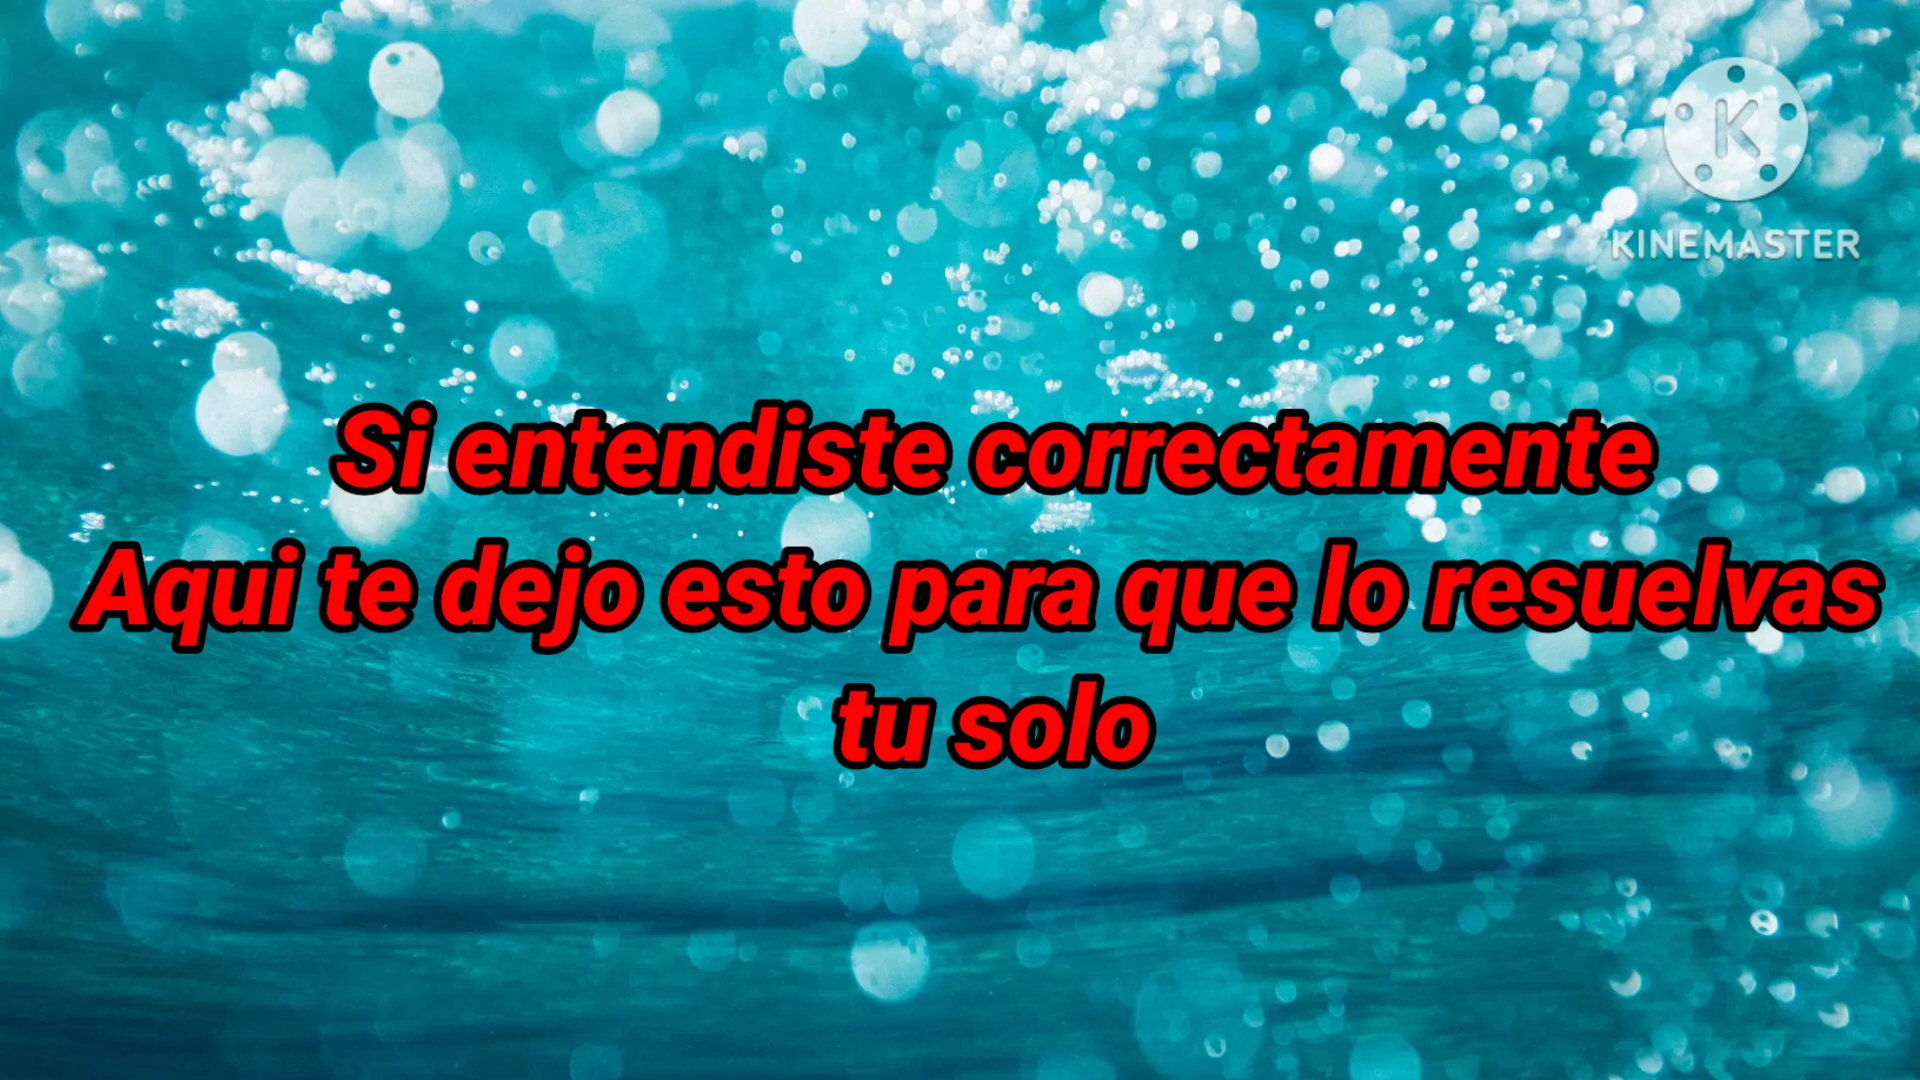 K
KINEMASTER
Si entendiste correctamente
Aqui te dejo esto para que lo resuelvas
tu solo